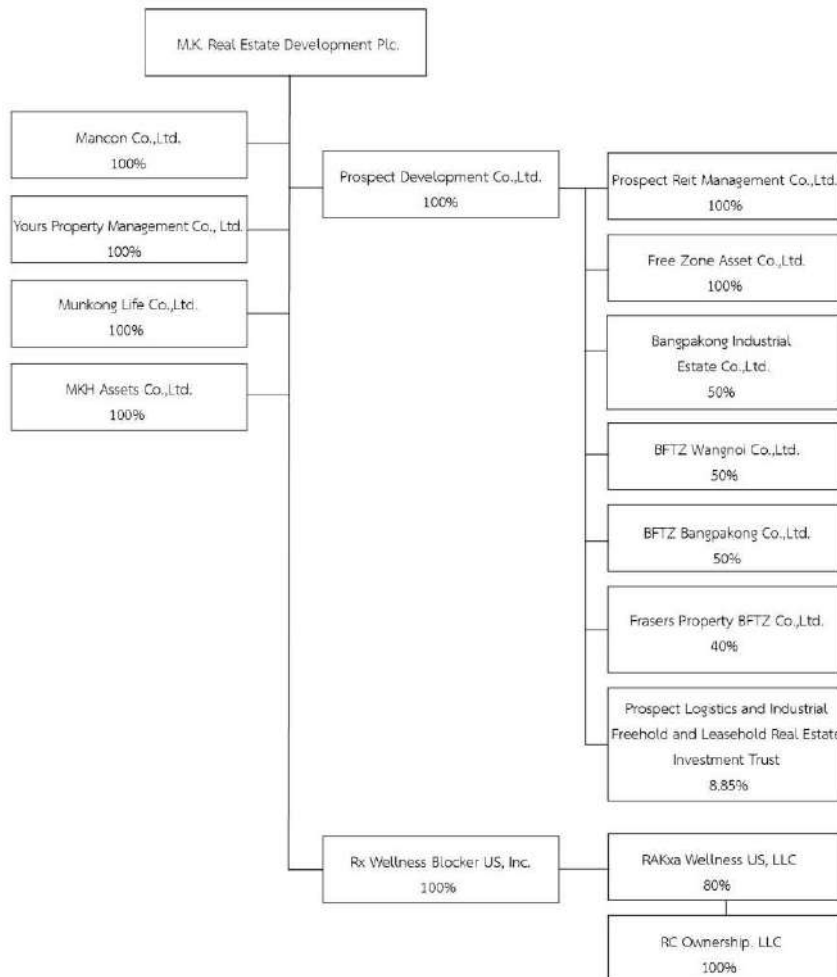 M.K. Real Estate Development Plc.
Mancon Co.,Ltd.
100%
Yours Property Management Co., Ltd.
100%
Munkong Life Co.,Ltd.
100%
MKH Assets Co.,Ltd.
100%
Prospect Development Co.,Ltd.
100%
Prospect Reit Management Co.,Ltd.
100%
Free Zone Asset Co.,Ltd.
100%
Bangpakong Industrial
Estate Co.,Ltd.
50%
BFTZ Wangnoi Co.,Ltd.
50%
BFTZ Bangpakong Co.,Ltd.
50%
Frasers Property BFTZ Co.,Ltd.
40%
Prospect Logistics and Industrial
Freehold and Leasehold Real Estate
Investment Trust
8.85%
Rx Wellness Blocker US, Inc.
100%
RAKxa Wellness US, LLC
80%
RC Ownership. LLC
100%